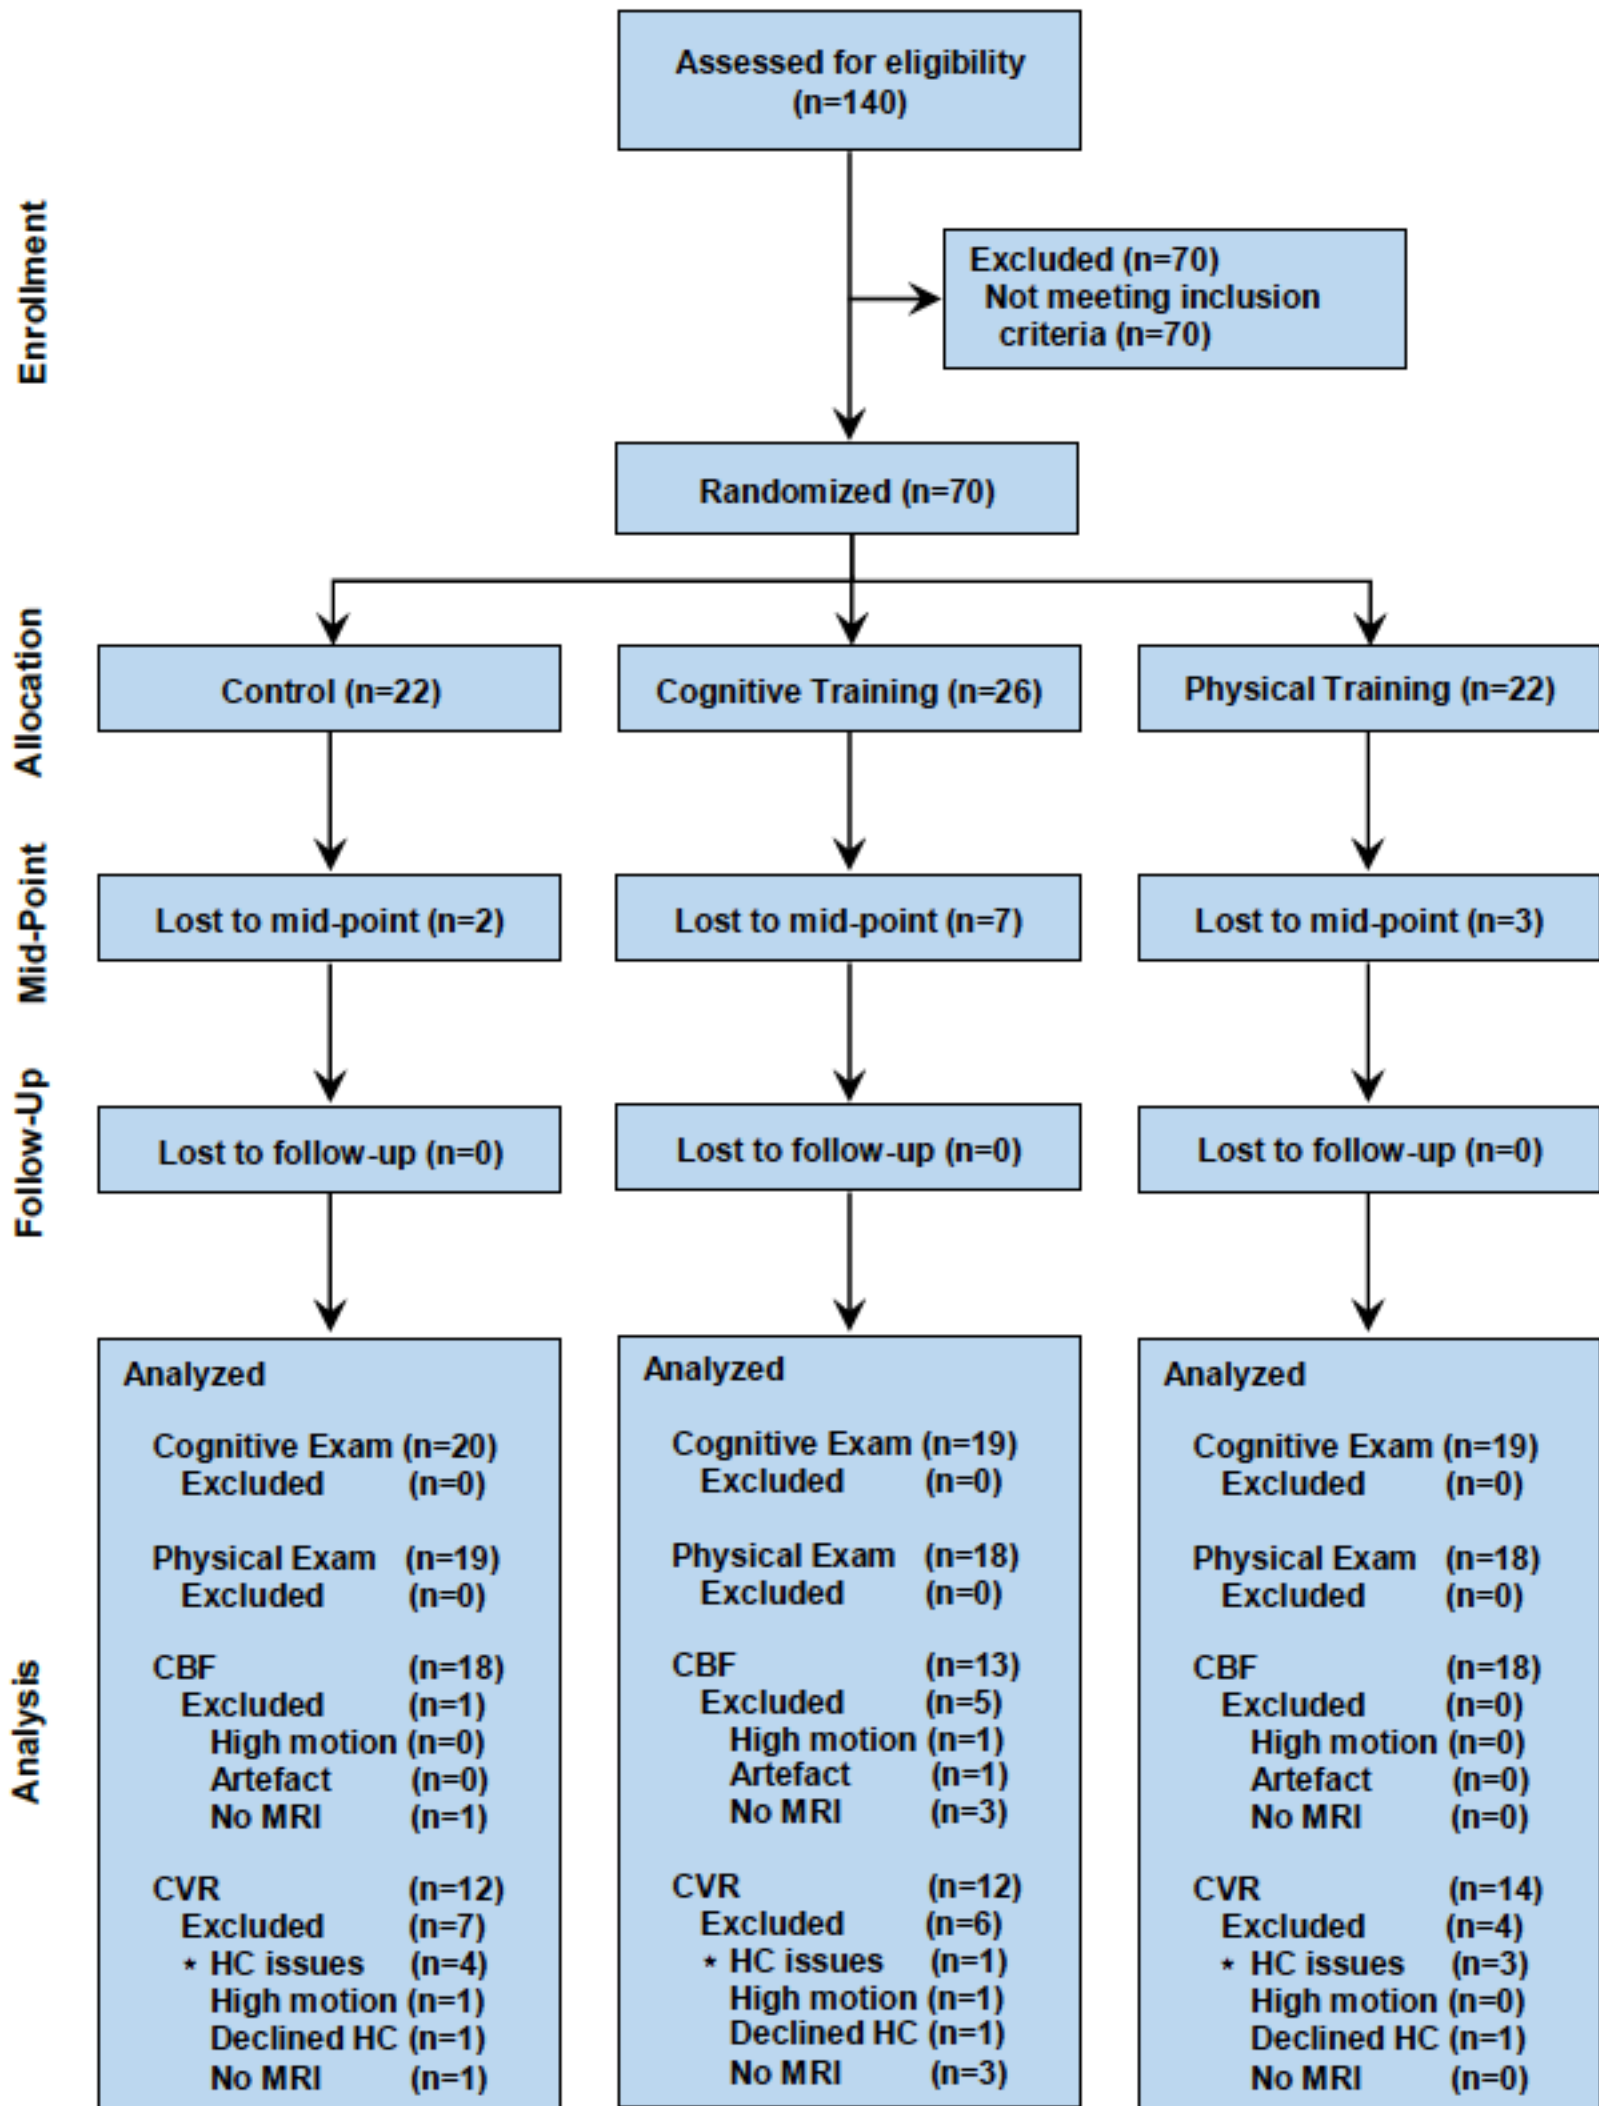 Assessed for eligibility
(n=140)
Enrollment
Excluded (n=70)
Not meeting inclusion
criteria (n=70)
Randomized (n=70)
Allocation
Control (n=22)
Cognitive Training (n=26)
Physical Training (n=22)
Mid-Point
Lost to mid-point (n=2)
Lost to mid-point (n=7)
Lost to mid-point (n=3)
Follow-Up
Lost to follow-up (n=0)
Lost to follow-up (n=0)
Lost to follow-up (n=0)
Analysis
Analyzed
Cognitive Exam (n=20)
Excluded (n=0)
Physical Exam (n=19)
Excluded (n=0)
CBF (n=18)
Excluded (n=1)
High motion (n=0)
Artefact (n=0)
No MRI (n=1)
CVR (n=12)
Excluded (n=7)
* HC issues (n=4)
High motion (n=1)
Declined HC (n=1)
No MRI (n=1)
Analyzed
Cognitive Exam (n=19)
Excluded (n=0)
Physical Exam (n=18)
Excluded (n=0)
CBF (n=13)
Excluded (n=5)
High motion (n=1)
Artefact (n=1)
No MRI (n=3)
CVR (n=12)
Excluded (n=6)
* HC issues (n=1)
High motion (n=1)
Declined HC (n=1)
No MRI (n=3)
Analyzed
Cognitive Exam (n=19)
Excluded (n=0)
Physical Exam (n=18)
Excluded (n=0)
CBF (n=18)
Excluded (n=0)
High motion (n=0)
Artefact (n=0)
No MRI (n=0)
CVR (n=14)
Excluded (n=4)
* HC issues (n=3)
High motion (n=0)
Declined HC (n=1)
No MRI (n=0)